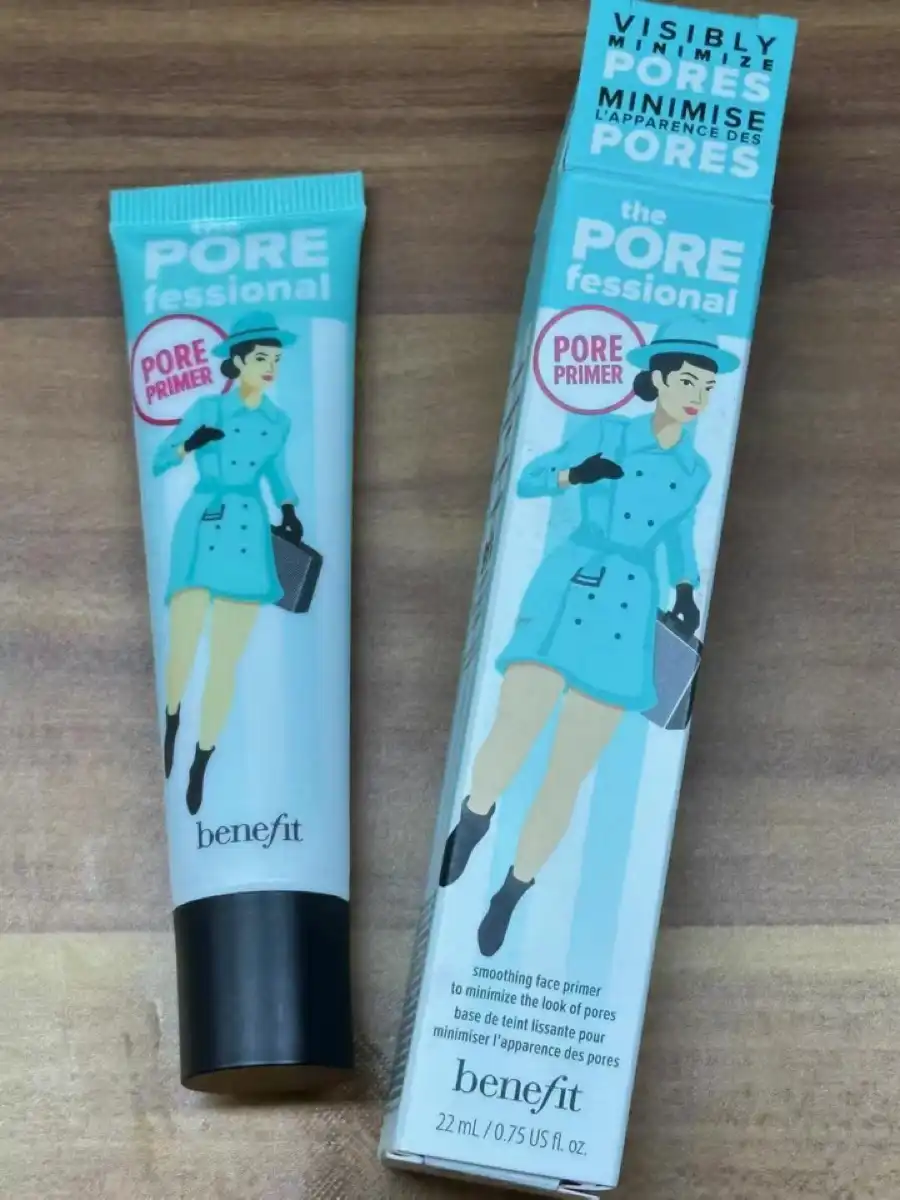 PORE
fessional
PORE
PRIMER
benefit
VISIBLY
MINIMIZE
PORES
MINIMISE
L'APPARENCE DES
PORES
the
PORE
fessional
PORE
PRIMER
smoothing face primer
to minimize the look of pores
base de teint lissante pour
minimiser l'apparence des pores
benefit
22 mL / 0.75 US fl. oz.